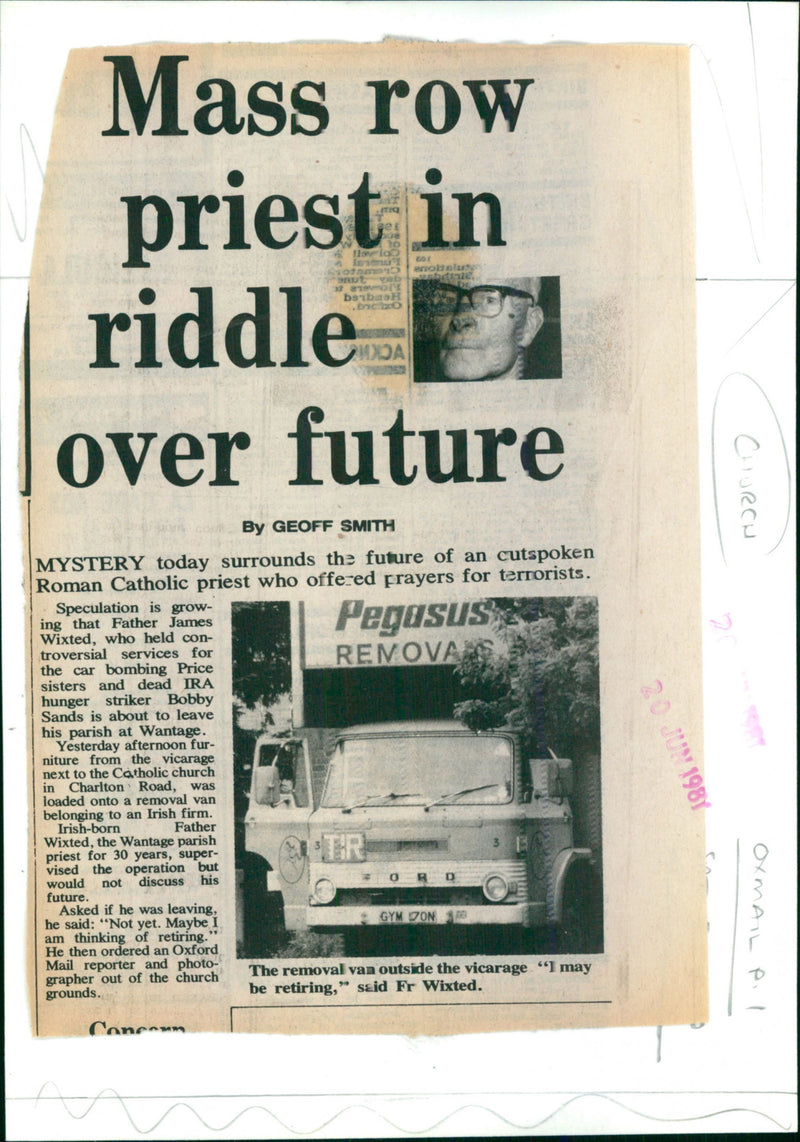 Mass row
priest in
riddle
over future
By GEOFF SMITH
MYSTERY today surrounds the future of an outspoken
Roman Catholic priest who offered prayers for terrorists.
Speculation is grow-
ing that Father James
Wixted, who held con-
troversial services for
the car bombing Price
sisters and dead IRA
hunger striker Bobby
Sands is about to leave
his parish at Wantage.
Yesterday afternoon fur-
niture from the vicarage
next to the Catholic church
in Charlton Road, was
loaded onto a removal van
belonging to an Irish firm.
Irish-born Father
Wixted, the Wantage parish
priest for 30 years, super-
vised the operation but
would not discuss his
future.
Asked if he was leaving,
he said: “Not yet. Maybe I
am thinking of retiring.”
He then ordered an Oxford
Mail reporter and photo-
grapher out of the church
grounds.
Concern
Pegasus
REMOVALS
3
TIR
3
FORD
GYM 170N
The removal van outside the vicarage “I may
be retiring,” said Fr Wixted.
CHURCH
20 JUN 1981
OXMAIL P.1